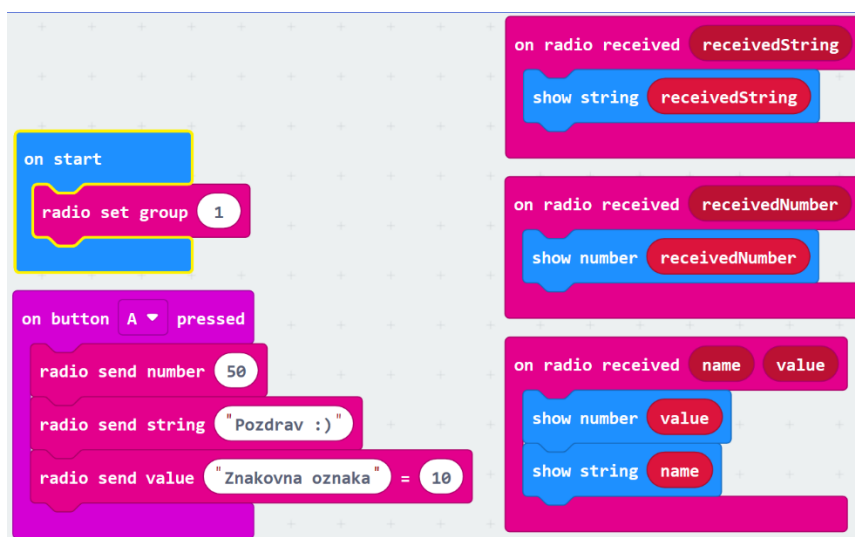 on start
radio set group 1
on button A pressed
radio send number 50
radio send string "Pozdrav :)"
radio send value "Znakovna oznaka" = 10
on radio received receivedString
show string receivedString
on radio received receivedNumber
show number receivedNumber
on radio received name value
show number value
show string name